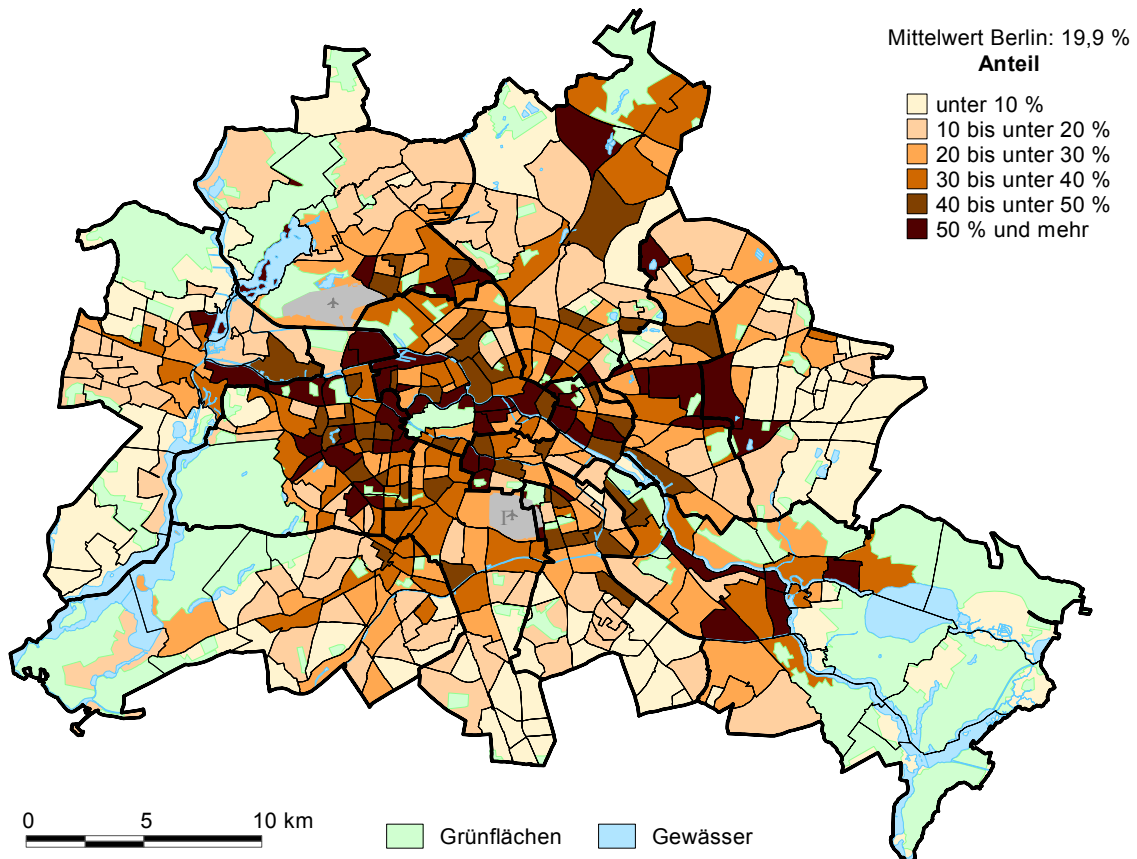 Mittelwert Berlin: 19,9 %
Anteil
unter 10 %
10 bis unter 20 %
20 bis unter 30 %
30 bis unter 40 %
40 bis unter 50 %
50 % und mehr
0 5 10 km
Grünflächen Gewässer